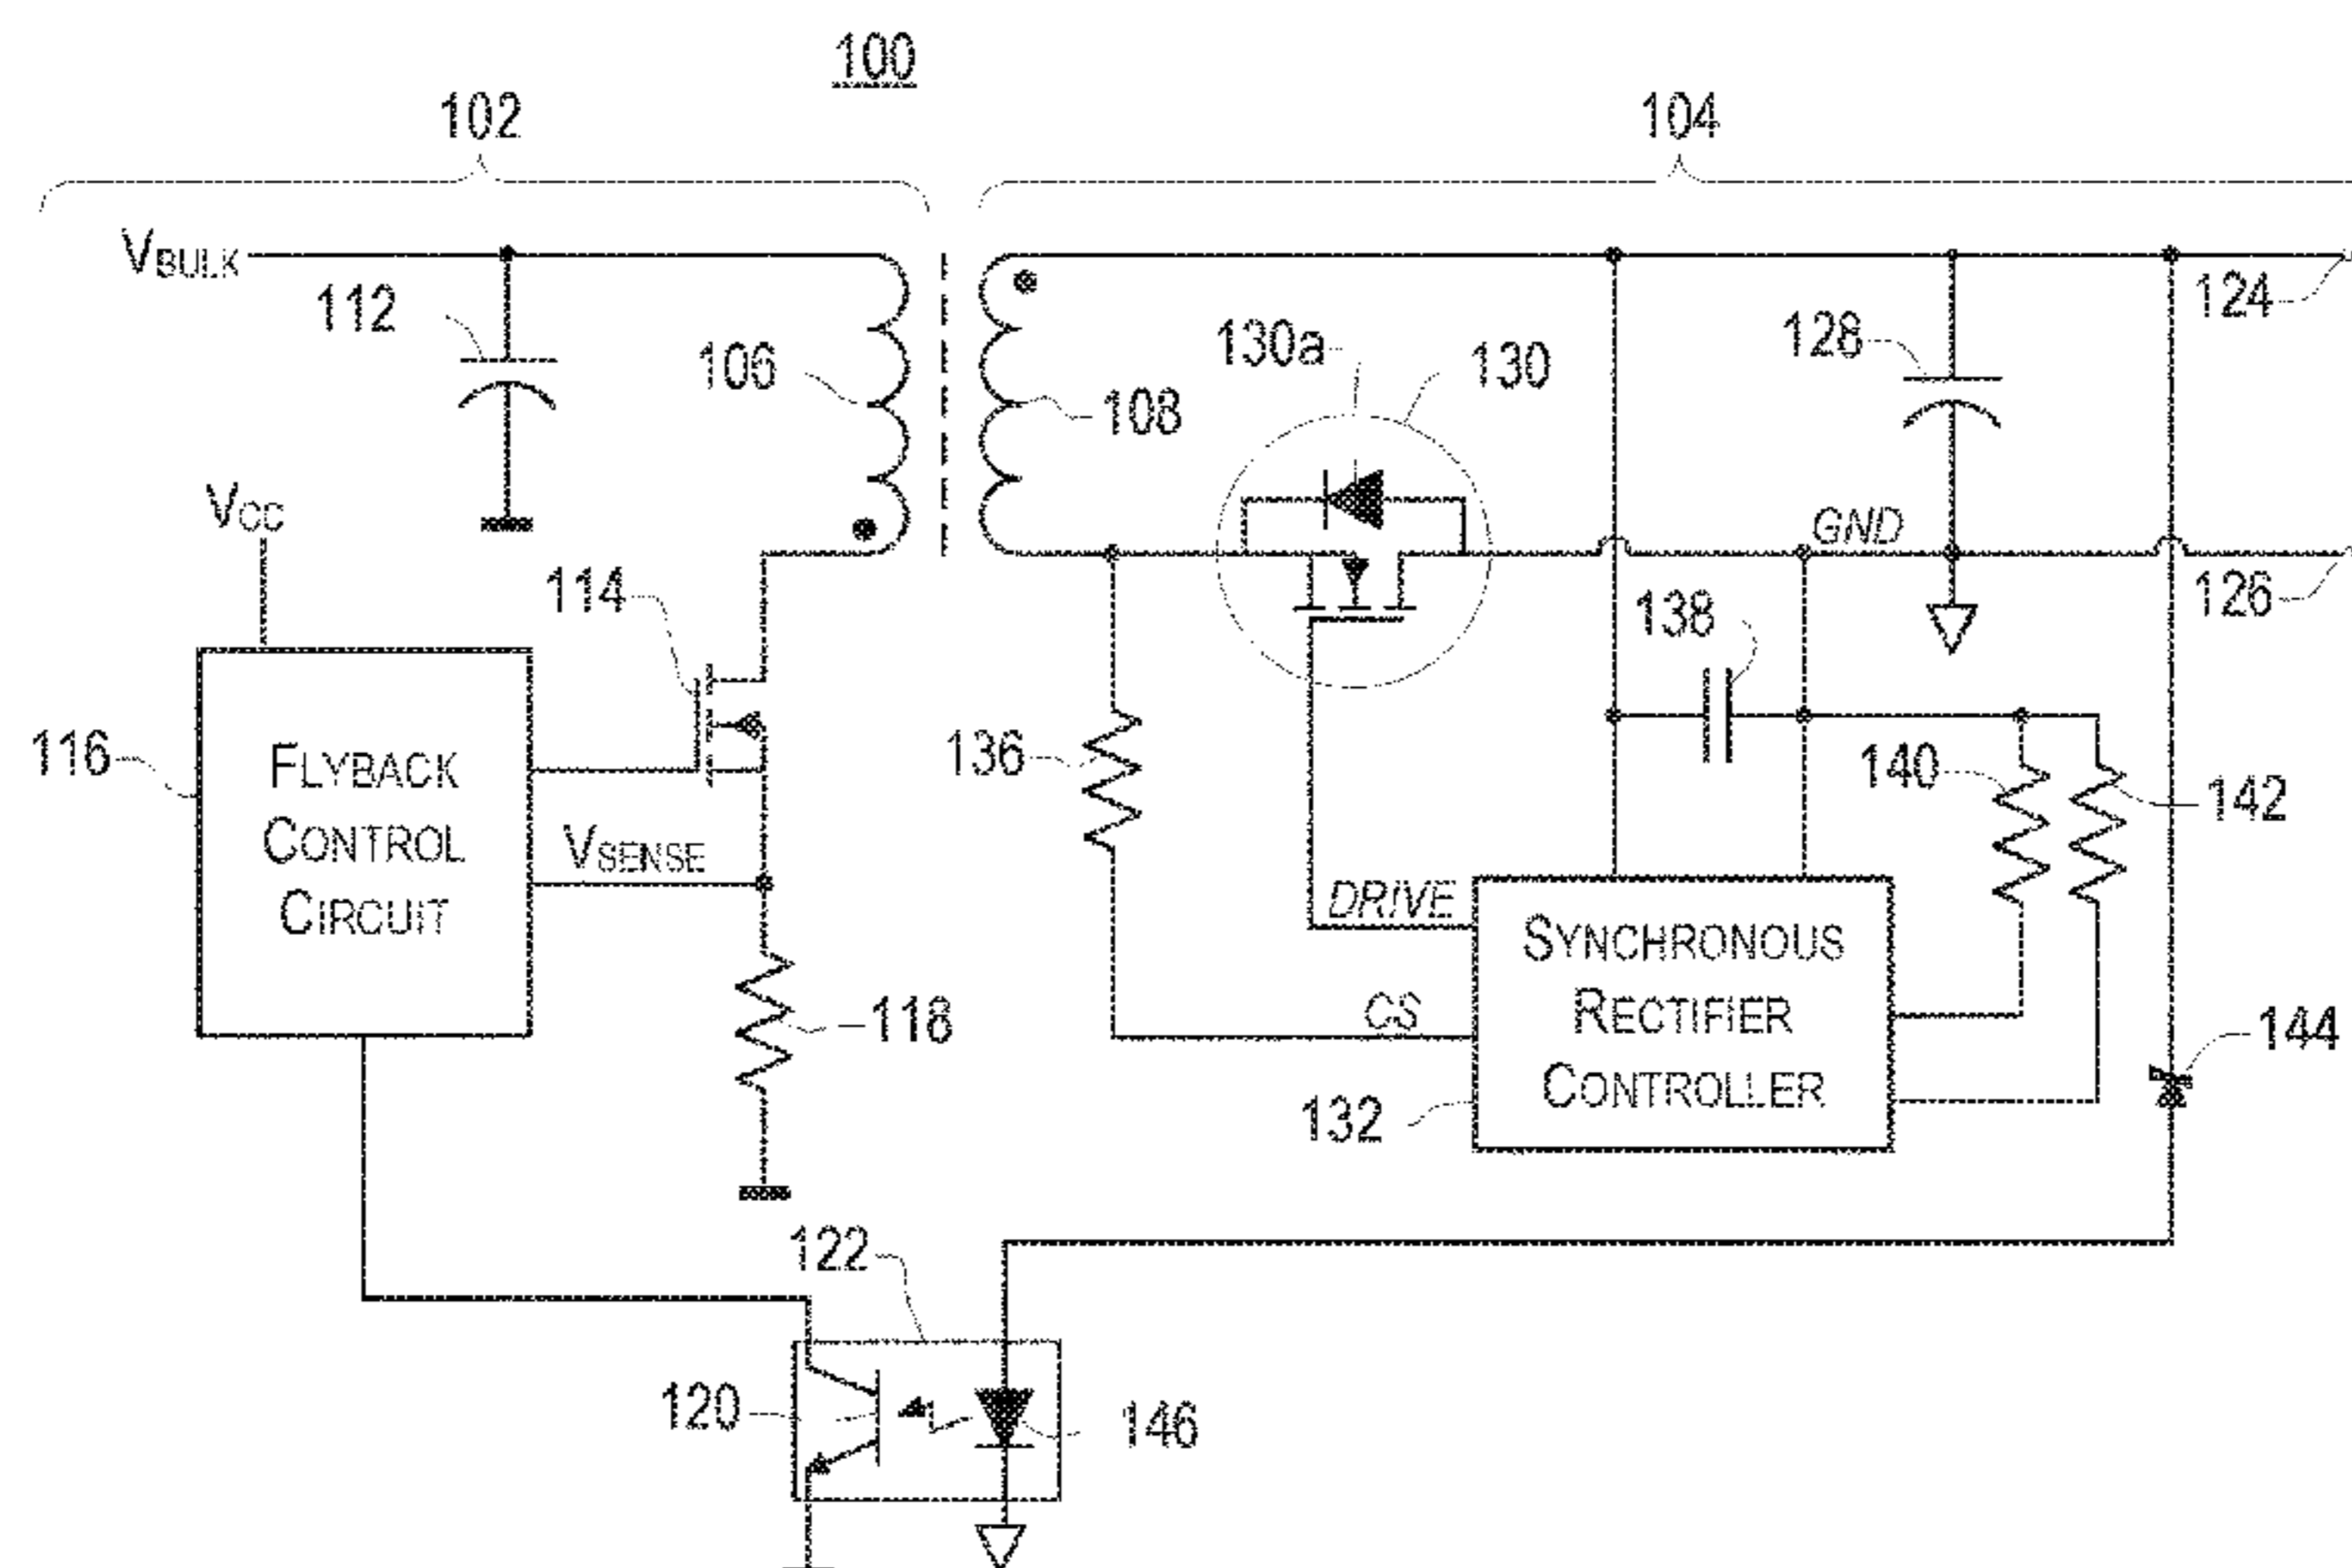 100
102
104
VBULK
112
106
108
130a
130
128
124
VCC
114
GND
126
138
116
FLYBACK
CONTROL
CIRCUIT
VSENSE
136
140
142
DRIVE
SYNCHRONOUS
RECTIFIER
CONTROLLER
118
CS
144
132
122
120
146